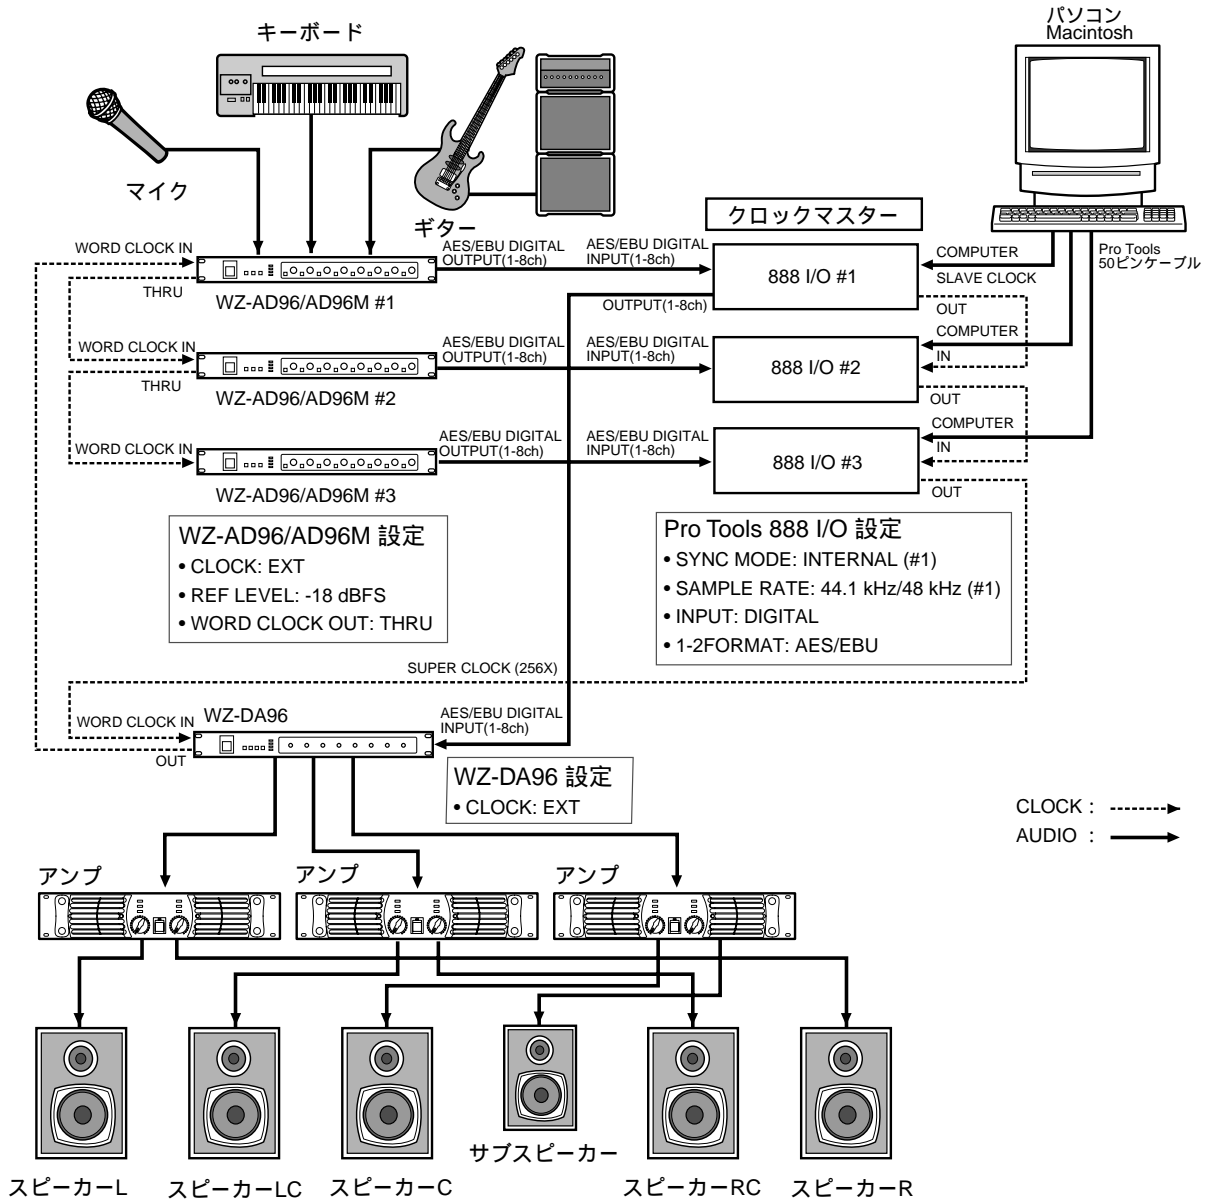 キーボード
パソコン
Macintosh
マイク
ギター
クロックマスター
WORD CLOCK IN
THRU
WZ-AD96/AD96M #1
AES/EBU DIGITAL
OUTPUT(1-8ch)
AES/EBU DIGITAL
INPUT(1-8ch)
888 I/O #1
OUTPUT(1-8ch)
COMPUTER
SLAVE CLOCK
OUT
Pro Tools
50ピンケーブル
WORD CLOCK IN
THRU
WZ-AD96/AD96M #2
AES/EBU DIGITAL
OUTPUT(1-8ch)
AES/EBU DIGITAL
INPUT(1-8ch)
888 I/O #2
COMPUTER
IN
OUT
WORD CLOCK IN
WZ-AD96/AD96M #3
AES/EBU DIGITAL
OUTPUT(1-8ch)
AES/EBU DIGITAL
INPUT(1-8ch)
888 I/O #3
COMPUTER
IN
OUT
WZ-AD96/AD96M 設定
• CLOCK: EXT
• REF LEVEL: -18 dBFS
• WORD CLOCK OUT: THRU
Pro Tools 888 I/O 設定
• SYNC MODE: INTERNAL (#1)
• SAMPLE RATE: 44.1 kHz/48 kHz (#1)
• INPUT: DIGITAL
• 1-2FORMAT: AES/EBU
SUPER CLOCK (256X)
WORD CLOCK IN
WZ-DA96
OUT
AES/EBU DIGITAL
INPUT(1-8ch)
WZ-DA96 設定
• CLOCK: EXT
CLOCK :
AUDIO :
アンプ
アンプ
アンプ
サブスピーカー
スピーカーL
スピーカーLC
スピーカーC
スピーカーRC
スピーカーR